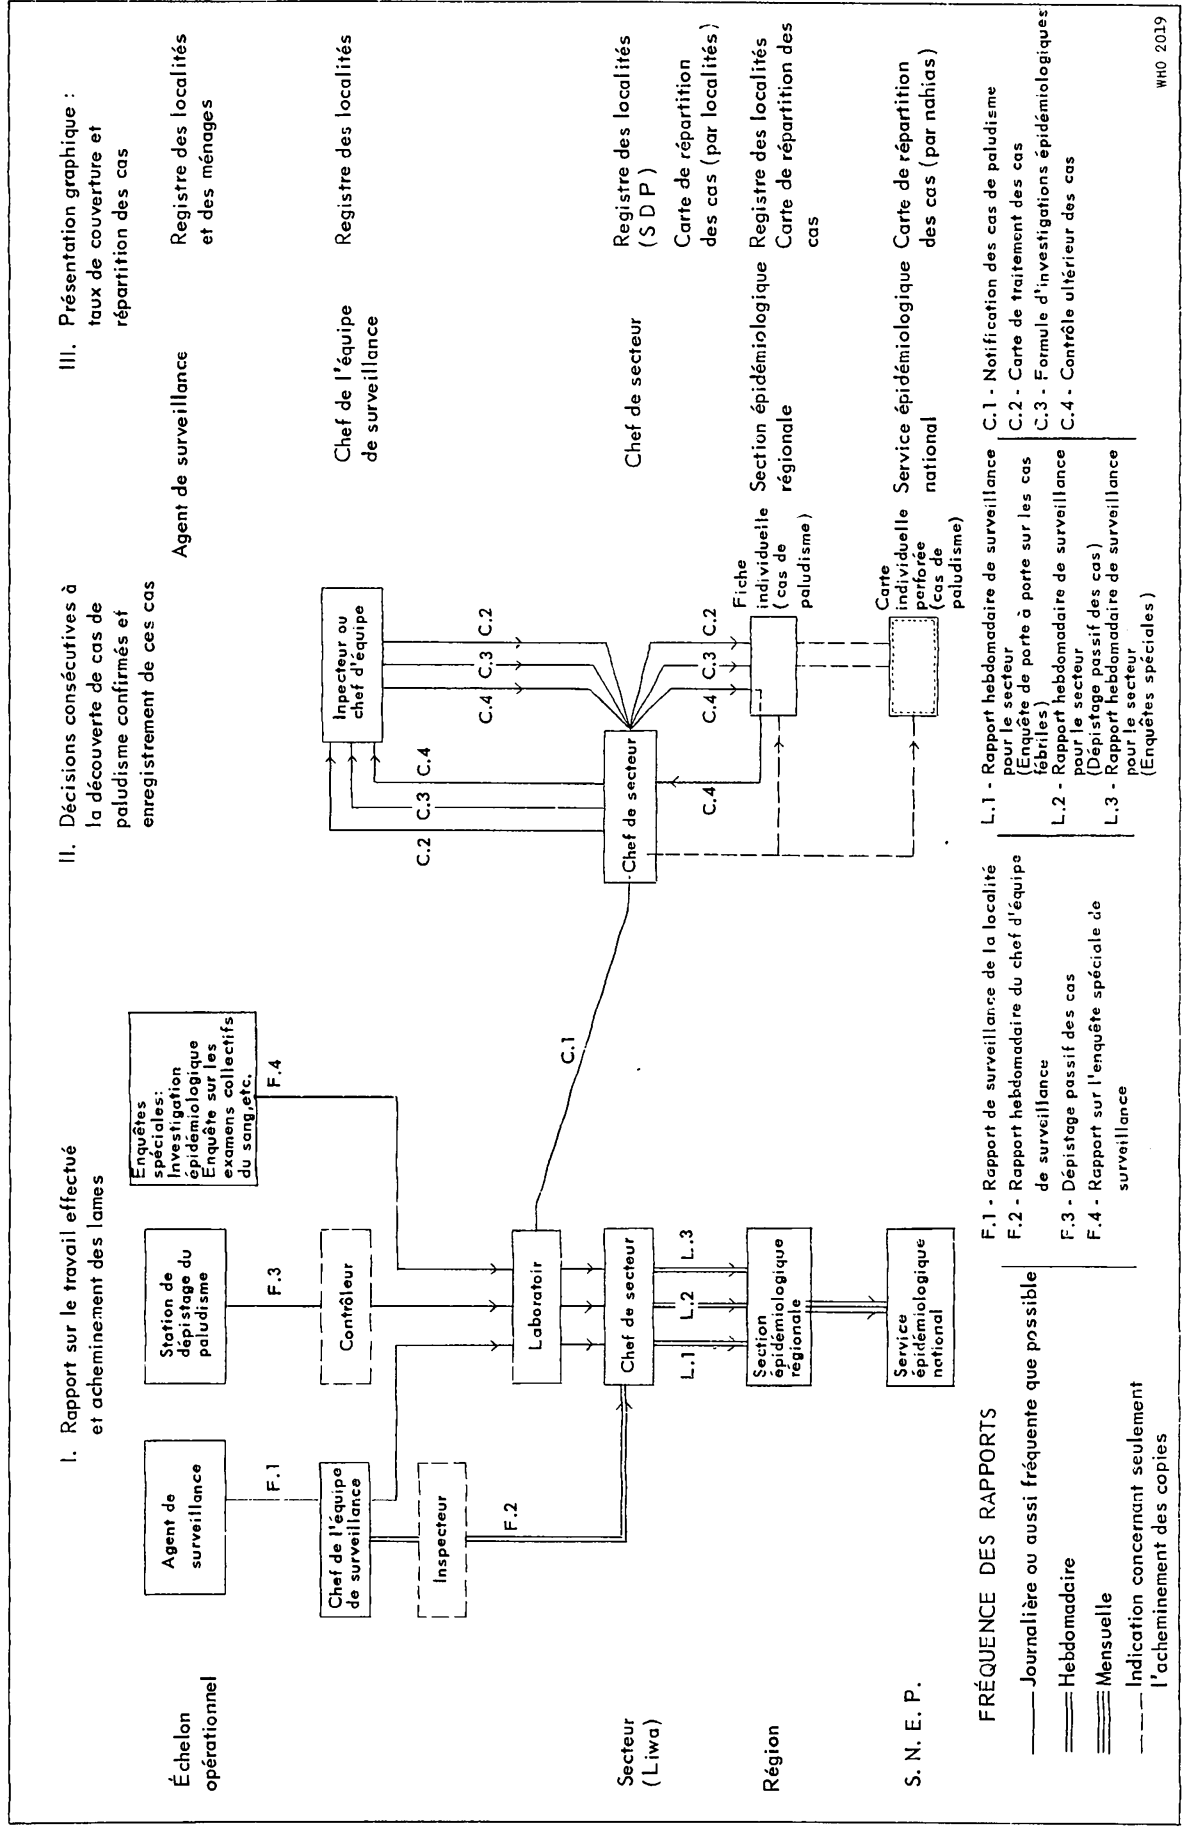 I. Rapport sur le travail effectué
et acheminement des lames
II. Décisions consécutives à
la découverte de cas de
paludisme confirmés et
enregistrement de ces cas
III. Présentation graphique :
taux de couverture et
répartition des cas
Échelon
opérationnel
Agent de
surveillance
F.1
Chef de l'équipe
de surveillance
Inspecteur
F.2
Station de
dépistage du
paludisme
F.3
Contrôleur
Enquêtes
spéciales:
Investigation
épidémiologique
Enquête sur les
examens collectifs
du sang,etc.
F.4
Laboratoir
C.1
Secteur
(Liwa)
Chef de secteur
L.1
L.2
L.3
Région
Section
épidémiologique
régionale
S. N. E. P.
Service
épidémiologique
national
Inpecteur ou
chef d'équipe
C.2
C.3
C.4
C.4
C.3
C.2
Chef de secteur
C.4
C.4
C.3
C.2
Fiche
individuelle
(cas de
paludisme)
Carte
individuelle
perforée
(cas de
paludisme)
Agent de surveillance
Registre des localités
et des ménages
Chef de l'équipe
de surveillance
Registre des localités
Chef de secteur
Registre des localités
(S D P)
Carte de répartition
des cas (par localités)
Section épidémiologique
régionale
Registre des localités
Carte de répartition des
cas
Service épidémiologique
national
Carte de répartition
des cas (par nahias)
FRÉQUENCE DES RAPPORTS
Journalière ou aussi fréquente que possible
Hebdomadaire
Mensuelle
Indication concernant seulement
l'acheminement des copies
F.1 - Rapport de surveillance de la localité
F.2 - Rapport hebdomadaire du chef d'équipe
de surveillance
F.3 - Dépistage passif des cas
F.4 - Rapport sur l'enquête spéciale de
surveillance
L.1 - Rapport hebdomadaire de surveillance
pour le secteur
(Enquête de porte à porte sur les cas
fébriles)
L.2 - Rapport hebdomadaire de surveillance
pour le secteur
(Dépistage passif des cas)
L.3 - Rapport hebdomadaire de surveillance
pour le secteur
(Enquêtes spéciales)
C.1 - Notification des cas de paludisme
C.2 - Carte de traitement des cas
C.3 - Formule d'investigations épidémiologiques
C.4 - Contrôle ultérieur des cas
WHO 2019